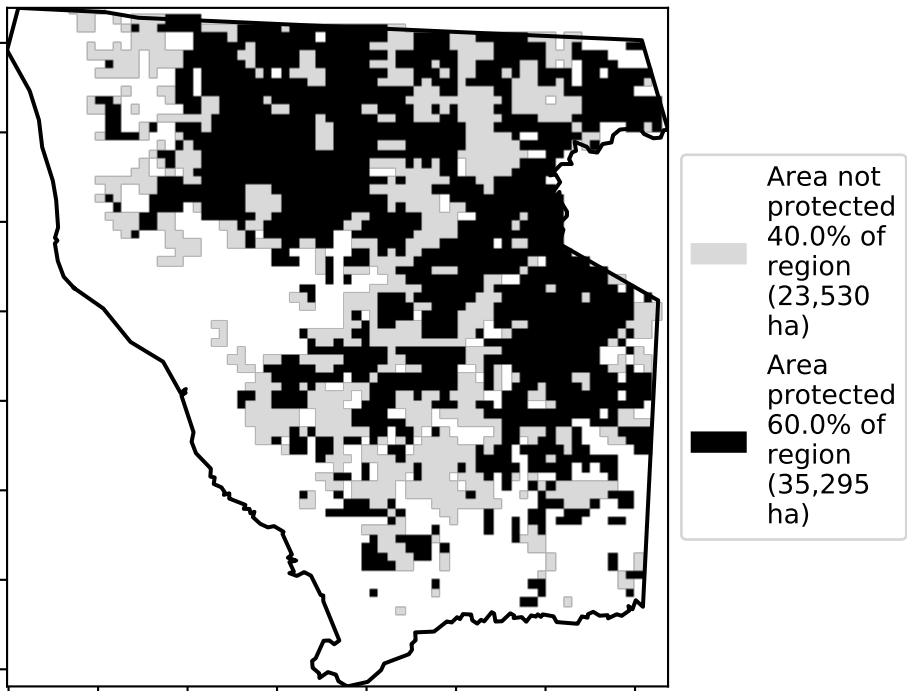 Area not
protected
40.0% of
region
(23,530
ha)
Area
protected
60.0% of
region
(35,295
ha)